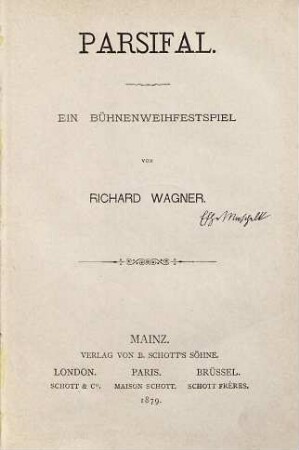 PARSIFAL.
EIN BÜHNENWEIHFESTSPIEL
VON
RICHARD WAGNER.
MAINZ.
VERLAG VON B. SCHOTT'S SÖHNE.
LONDON. PARIS. BRÜSSEL.
SCHOTT & Cº. MAISON SCHOTT. SCHOTT FRÈRES.
1879.